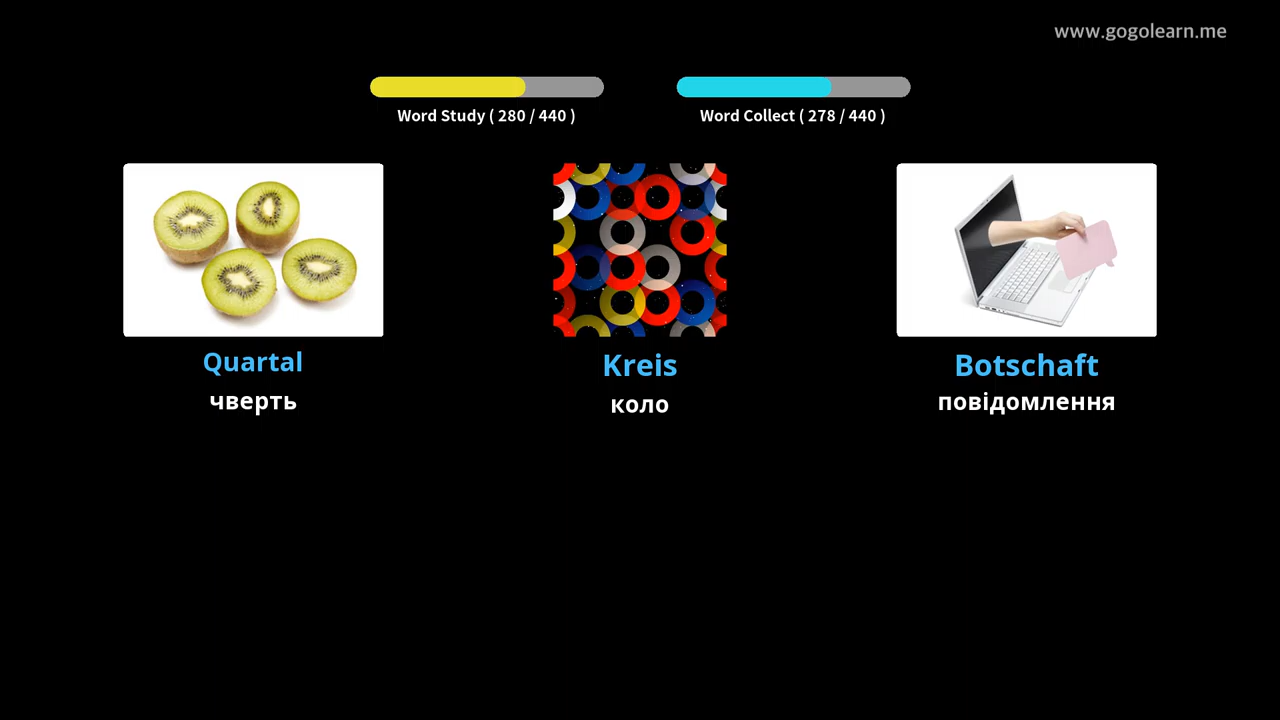 www.gogolearn.me
Word Study ( 280 / 440 )
Word Collect ( 278 / 440 )
Quartal
чверть
Kreis
коло
Botschaft
повідомлення